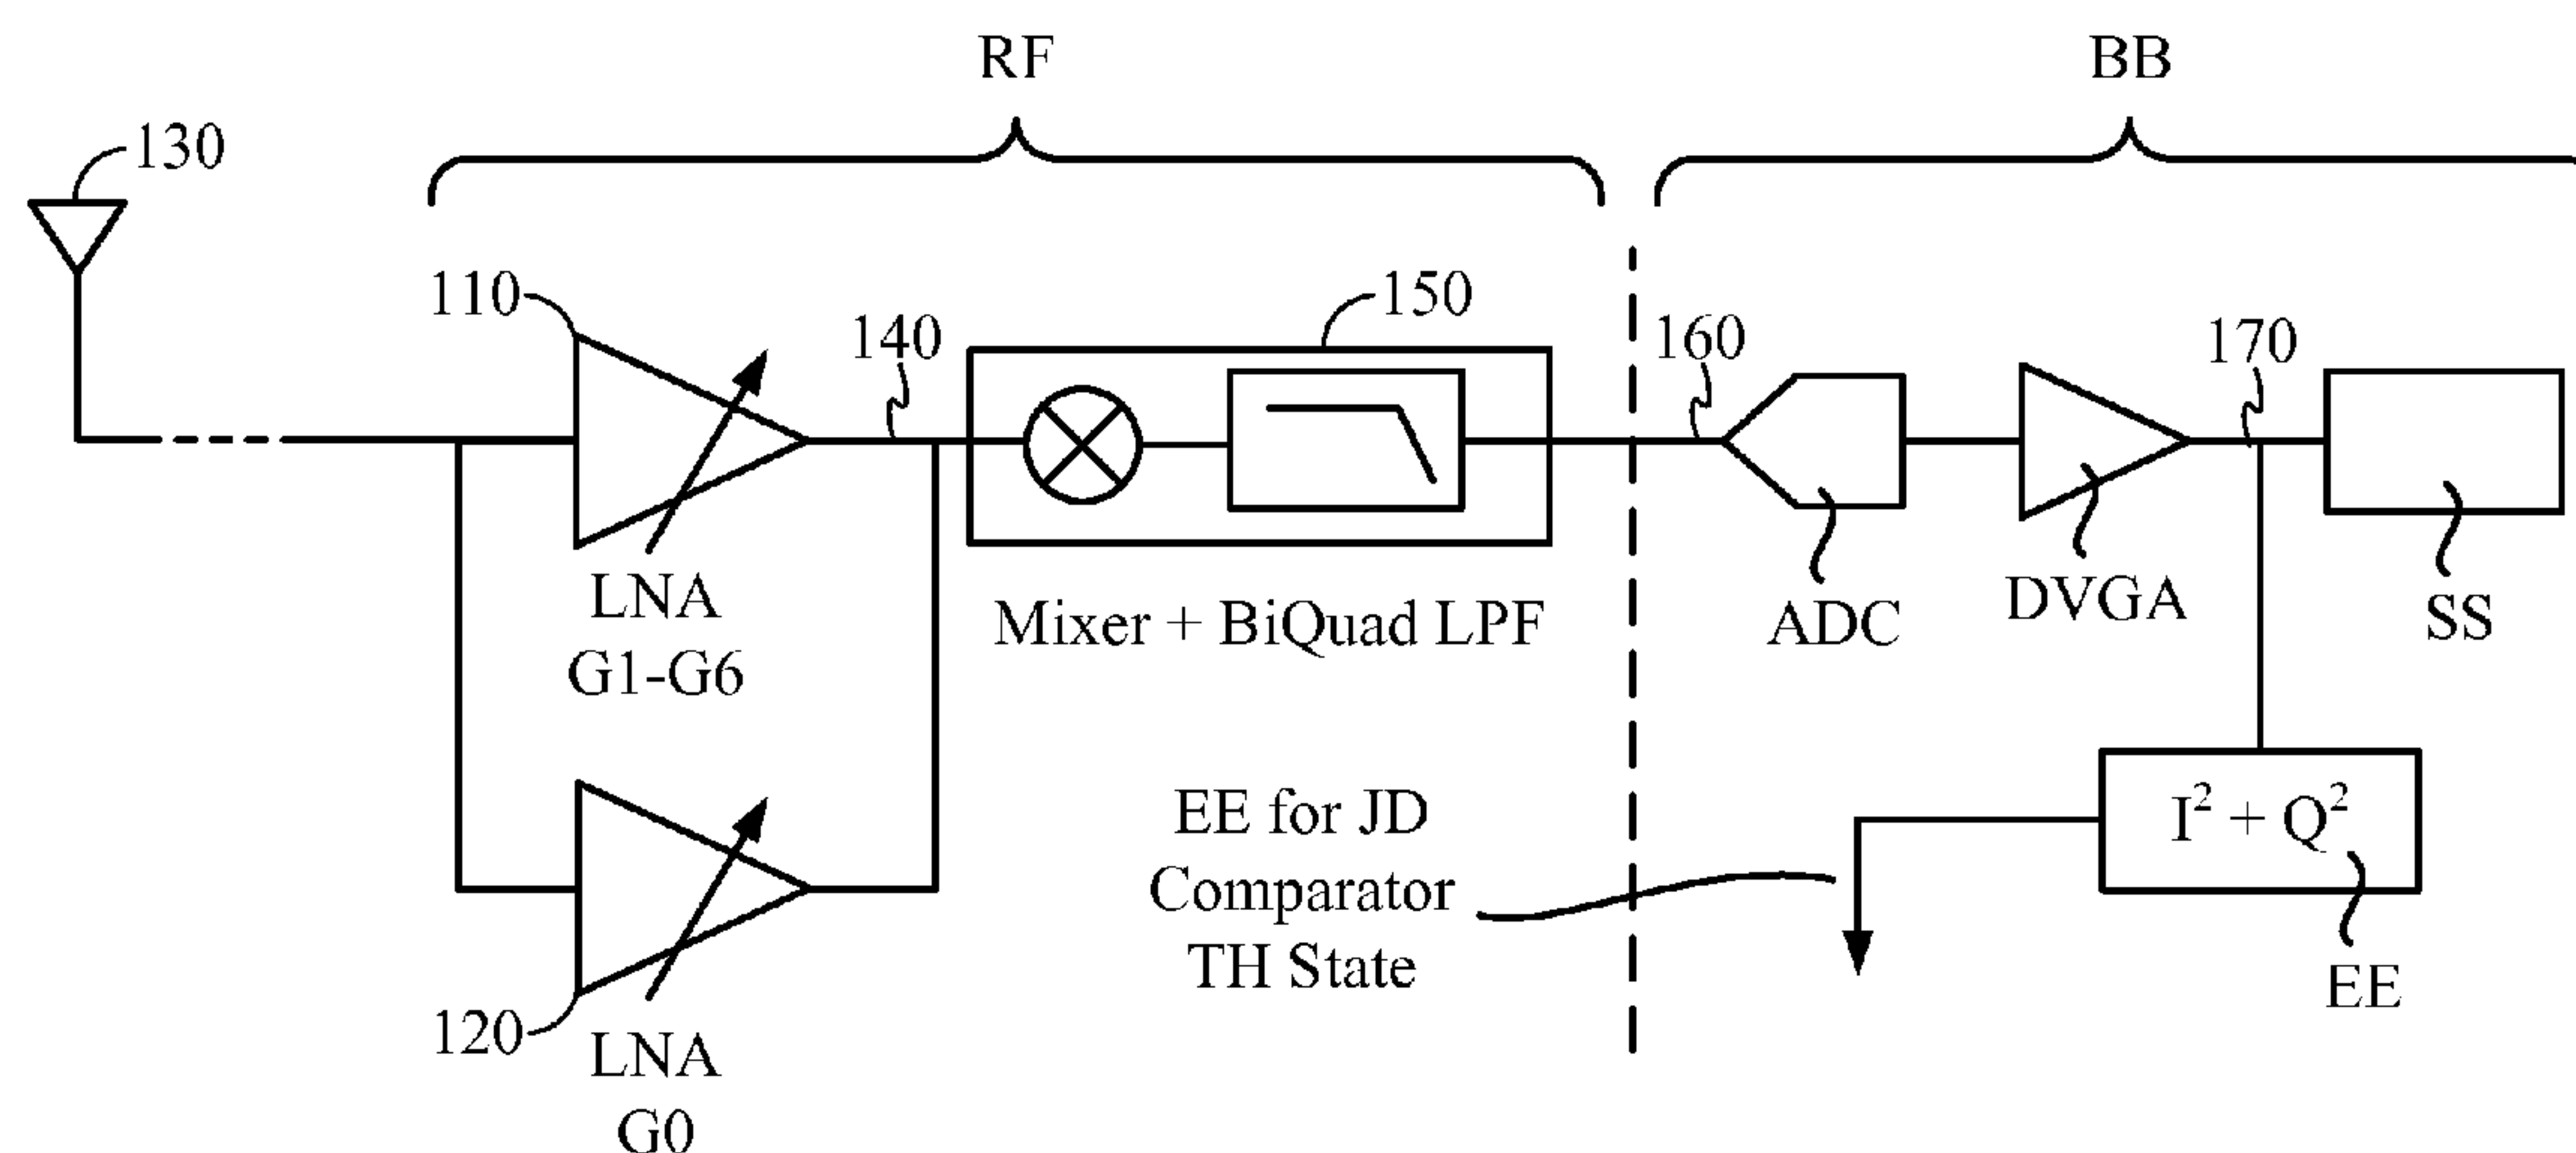 RF
BB
130
110
140
150
160
170
LNA
G1-G6
Mixer + BiQuad LPF
ADC
DVGA
SS
EE for JD
Comparator
TH State
I² + Q²
EE
120
LNA
G0